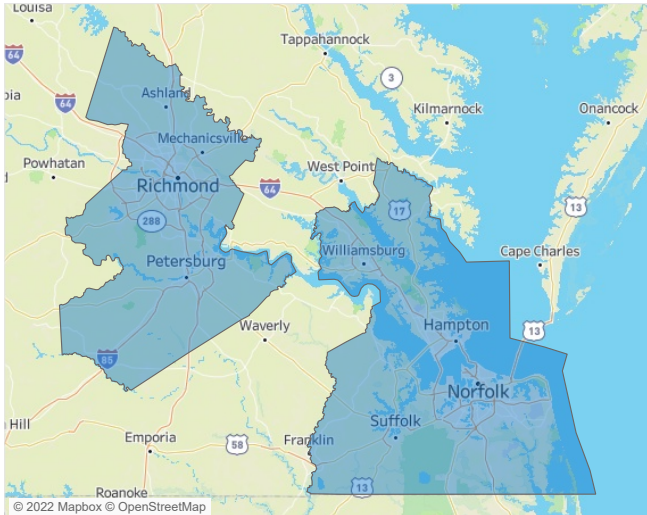 Louisa
64
Tappahannock
3
64
Ashland
Kilmarnock
Onancock
Mechanicsville
Powhatan
West Point
Richmond
64
13
17
288
Williamsburg
Cape Charles
Petersburg
13
Waverly
Hampton
85
Norfolk
Suffolk
Emporia
58
Franklin
Hill
13
Roanoke
© 2022 Mapbox © OpenStreetMap